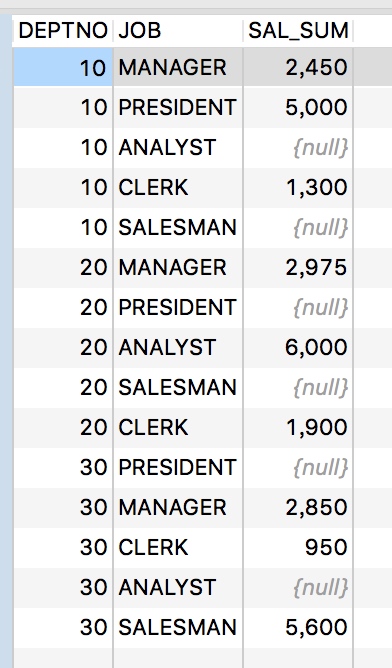 DEPTNO JOB SAL_SUM
10 MANAGER 2,450
10 PRESIDENT 5,000
10 ANALYST {null}
10 CLERK 1,300
10 SALESMAN {null}
20 MANAGER 2,975
20 PRESIDENT {null}
20 ANALYST 6,000
20 SALESMAN {null}
20 CLERK 1,900
30 PRESIDENT {null}
30 MANAGER 2,850
30 CLERK 950
30 ANALYST {null}
30 SALESMAN 5,600